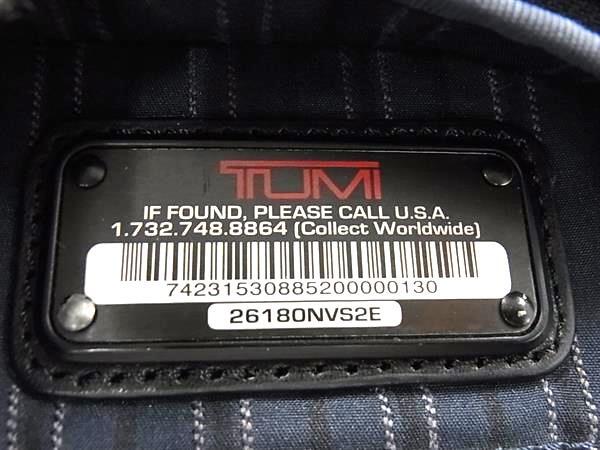 TUMI
IF FOUND, PLEASE CALL U.S.A.
1.732.748.8864 (Collect Worldwide)
74231530885200000130
26180NVS2E